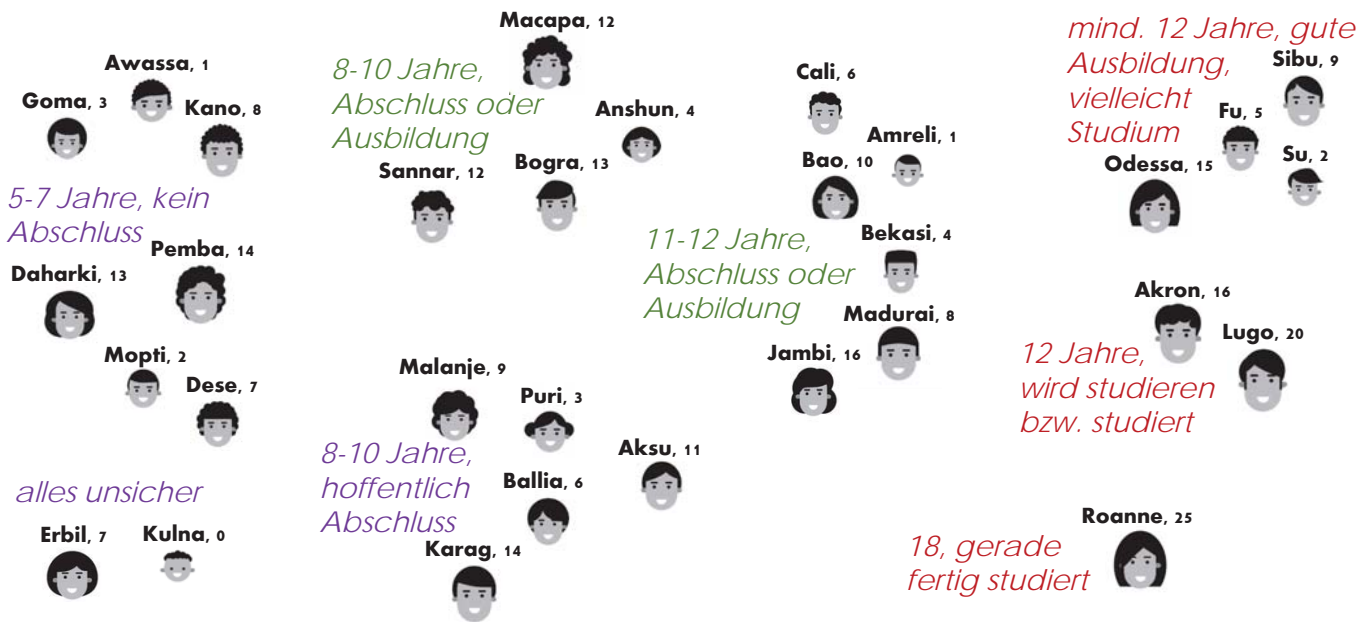 Awassa, 1
Goma, 3
Kano, 8
5-7 Jahre, kein
Abschluss
Pemba, 14
Daharki, 13
Mopti, 2
Dese, 7
alles unsicher
Erbil, 7
Kulna, 0
Macapa, 12
8-10 Jahre,
Abschluss oder
Ausbildung
Anshun, 4
Bogra, 13
Sannar, 12
Malanje, 9
Puri, 3
8-10 Jahre,
hoffentlich
Abschluss
Aksu, 11
Ballia, 6
Karag, 14
Cali, 6
Amreli, 1
Bao, 10
11-12 Jahre,
Abschluss oder
Ausbildung
Bekasi, 4
Madurai, 8
Jambi, 16
mind. 12 Jahre, gute
Ausbildung,
vielleicht
Studium
Sibu, 9
Fu, 5
Su, 2
Odessa, 15
Akron, 16
Lugo, 20
12 Jahre,
wird studieren
bzw. studiert
Roanne, 25
18, gerade
fertig studiert